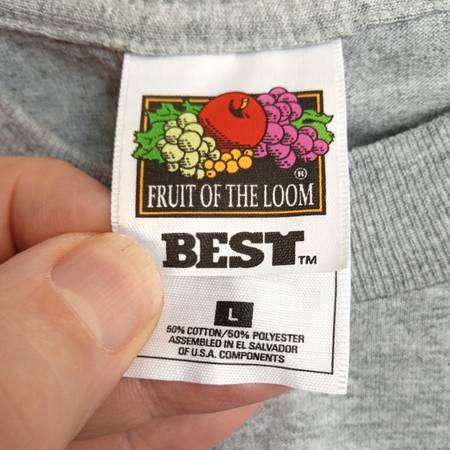 ®
FRUIT OF THE LOOM
BEST™
L
50% COTTON/50% POLYESTER
ASSEMBLED IN EL SALVADOR
OF U.S.A. COMPONENTS